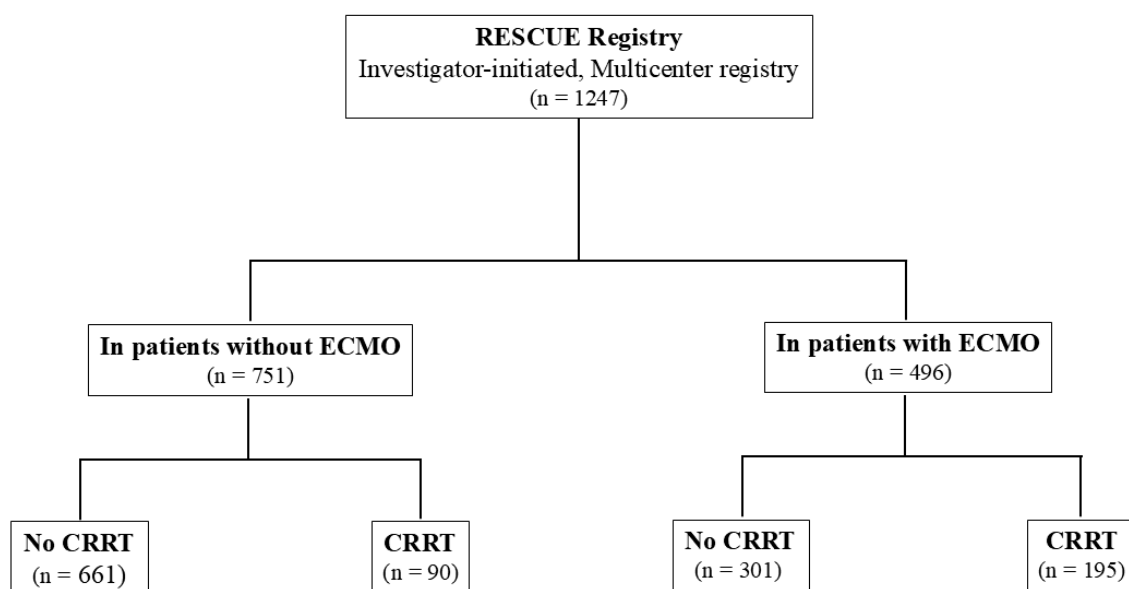 RESCUE Registry
Investigator-initiated, Multicenter registry
(n = 1247)
In patients without ECMO
(n = 751)
In patients with ECMO
(n = 496)
No CRRT
(n = 661)
CRRT
(n = 90)
No CRRT
(n = 301)
CRRT
(n = 195)